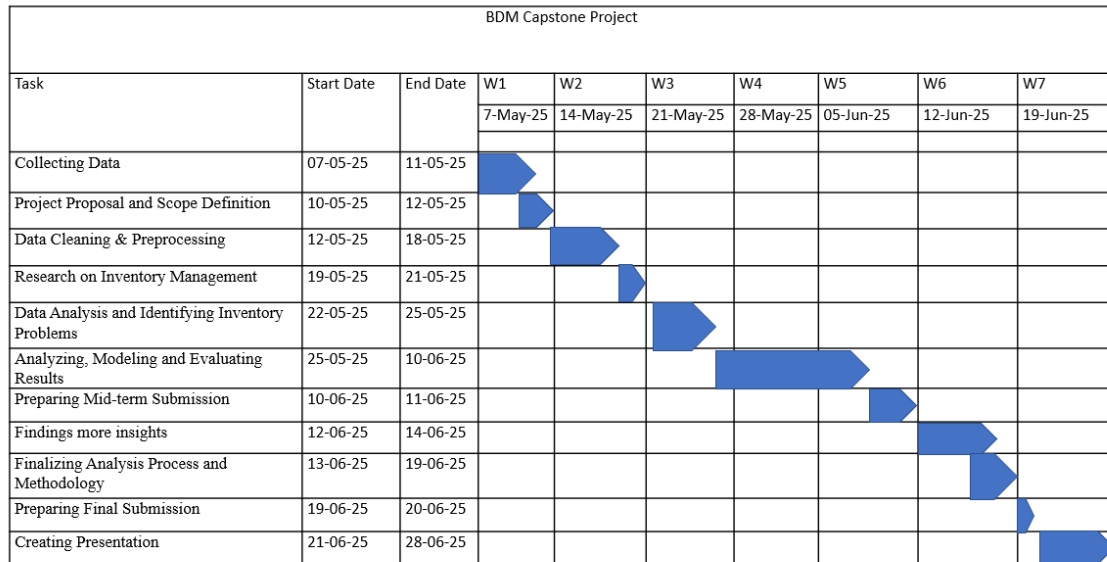 BDM Capstone Project
Task Start Date End Date W1 W2 W3 W4 W5 W6 W7
7-May-25 14-May-25 21-May-25 28-May-25 05-Jun-25 12-Jun-25 19-Jun-25
Collecting Data 07-05-25 11-05-25
Project Proposal and Scope Definition 10-05-25 12-05-25
Data Cleaning & Preprocessing 12-05-25 18-05-25
Research on Inventory Management 19-05-25 21-05-25
Data Analysis and Identifying Inventory 22-05-25 25-05-25
Problems
Analyzing, Modeling and Evaluating 25-05-25 10-06-25
Results
Preparing Mid-term Submission 10-06-25 11-06-25
Findings more insights 12-06-25 14-06-25
Finalizing Analysis Process and 13-06-25 19-06-25
Methodology
Preparing Final Submission 19-06-25 20-06-25
Creating Presentation 21-06-25 28-06-25